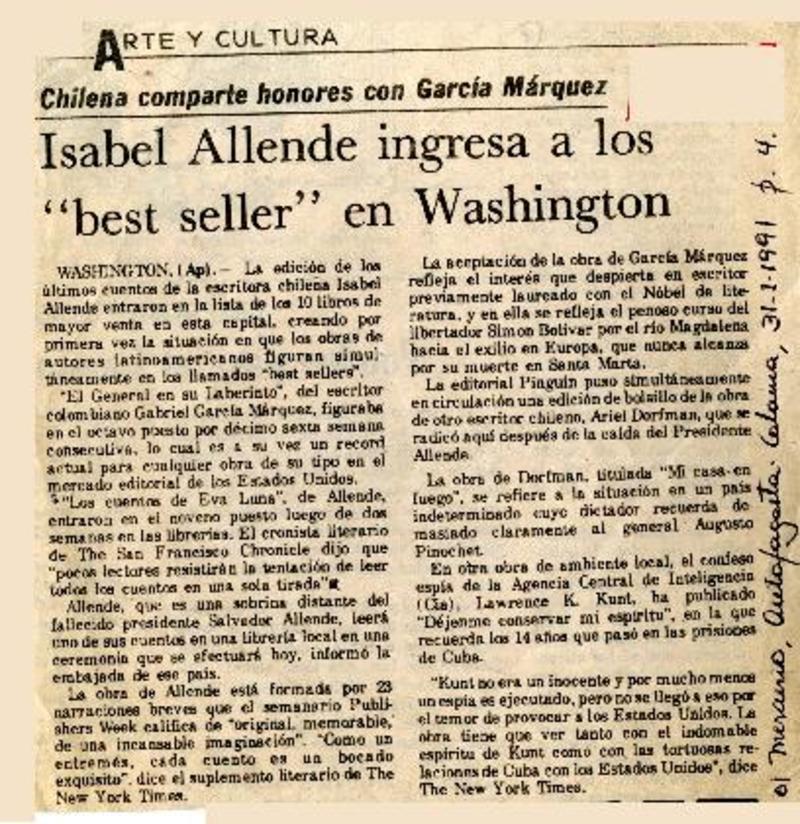 ARTE Y CULTURA
Chilena comparte honores con García Márquez
Isabel Allende ingresa a los
“best seller” en Washington
WASHINGTON, (Ap).— La edición de los
últimos cuentos de la escritora chilena Isabel
Allende entraron en la lista de los 10 libros de
mayor venta en esta capital, creando por
primera vez la situación en que las obras de
autores latinoamericanos figuran simul-
táneamente en los llamados "best sellers".
"El General en su Laberinto", del escritor
colombiano Gabriel García Márquez, figuraba
en el octavo puesto por décimo sexta semana
consecutiva, lo cual es a su vez un record
actual para cualquier obra de su tipo en el
mercado editorial de los Estados Unidos.
"Los cuentos de Eva Luna", de Allende,
entraron en el noveno puesto luego de dos
semanas en las librerías. El cronista literario
de The San Francisco Chronicle dijo que
"pocos lectores resistirán la tentación de leer
todos los cuentos en una sola tirada"
Allende, que es una sobrina distante del
fallecido presidente Salvador Allende, leerá
uno de sus cuentos en una librería local en una
ceremonia que se efectuará hoy, informó la
embajada de ese país.
La obra de Allende está formada por 23
narraciones breves que el semanario Publi-
shers Week califica de "original, memorable,
de una incansable imaginación". "Como un
entremés, cada cuento es un bocado
exquisito", dice el suplemento literario de The
New York Times.
La aceptación de la obra de García Márquez
refleja el interés que despierta en escritor
previamente laureado con el Nóbel de lite-
ratura, y en ella se refleja el penoso curso del
libertador Simon Bolívar por el río Magdalena
hacia el exilio en Europa, que nunca alcanza
por su muerte en Santa Marta.
La editorial Pinguin puso simultáneamente
en circulación una edición de bolsillo de la obra
de otro escritor chileno, Ariel Dorfman, que se
radicó aquí después de la caída del Presidente
Allende.
La obra de Dorfman, titulada "Mi casa en
fuego", se refiere a la situación en un país
indeterminado cuyo dictador recuerda de-
masiado claramente al general Augusto
Pinochet.
En otra obra de ambiente local, el confeso
espía de la Agencia Central de Inteligencia
(Cia), Lawrence K. Kunt, ha publicado
"Déjenme conservar mi espíritu", en la que
recuerda los 14 años que pasó en las prisiones
de Cuba.
"Kunt no era un inocente y por mucho menos
un espía es ejecutado, pero no se llegó a eso por
el temor de provocar a los Estados Unidos. La
obra tiene que ver tanto con el indomable
espíritu de Kunt como con las tortuosas re-
laciones de Cuba con los Estados Unidos", dice
The New York Times.
El Mercurio, Antofagasta-Calama, 31-1-1991 p. 4.